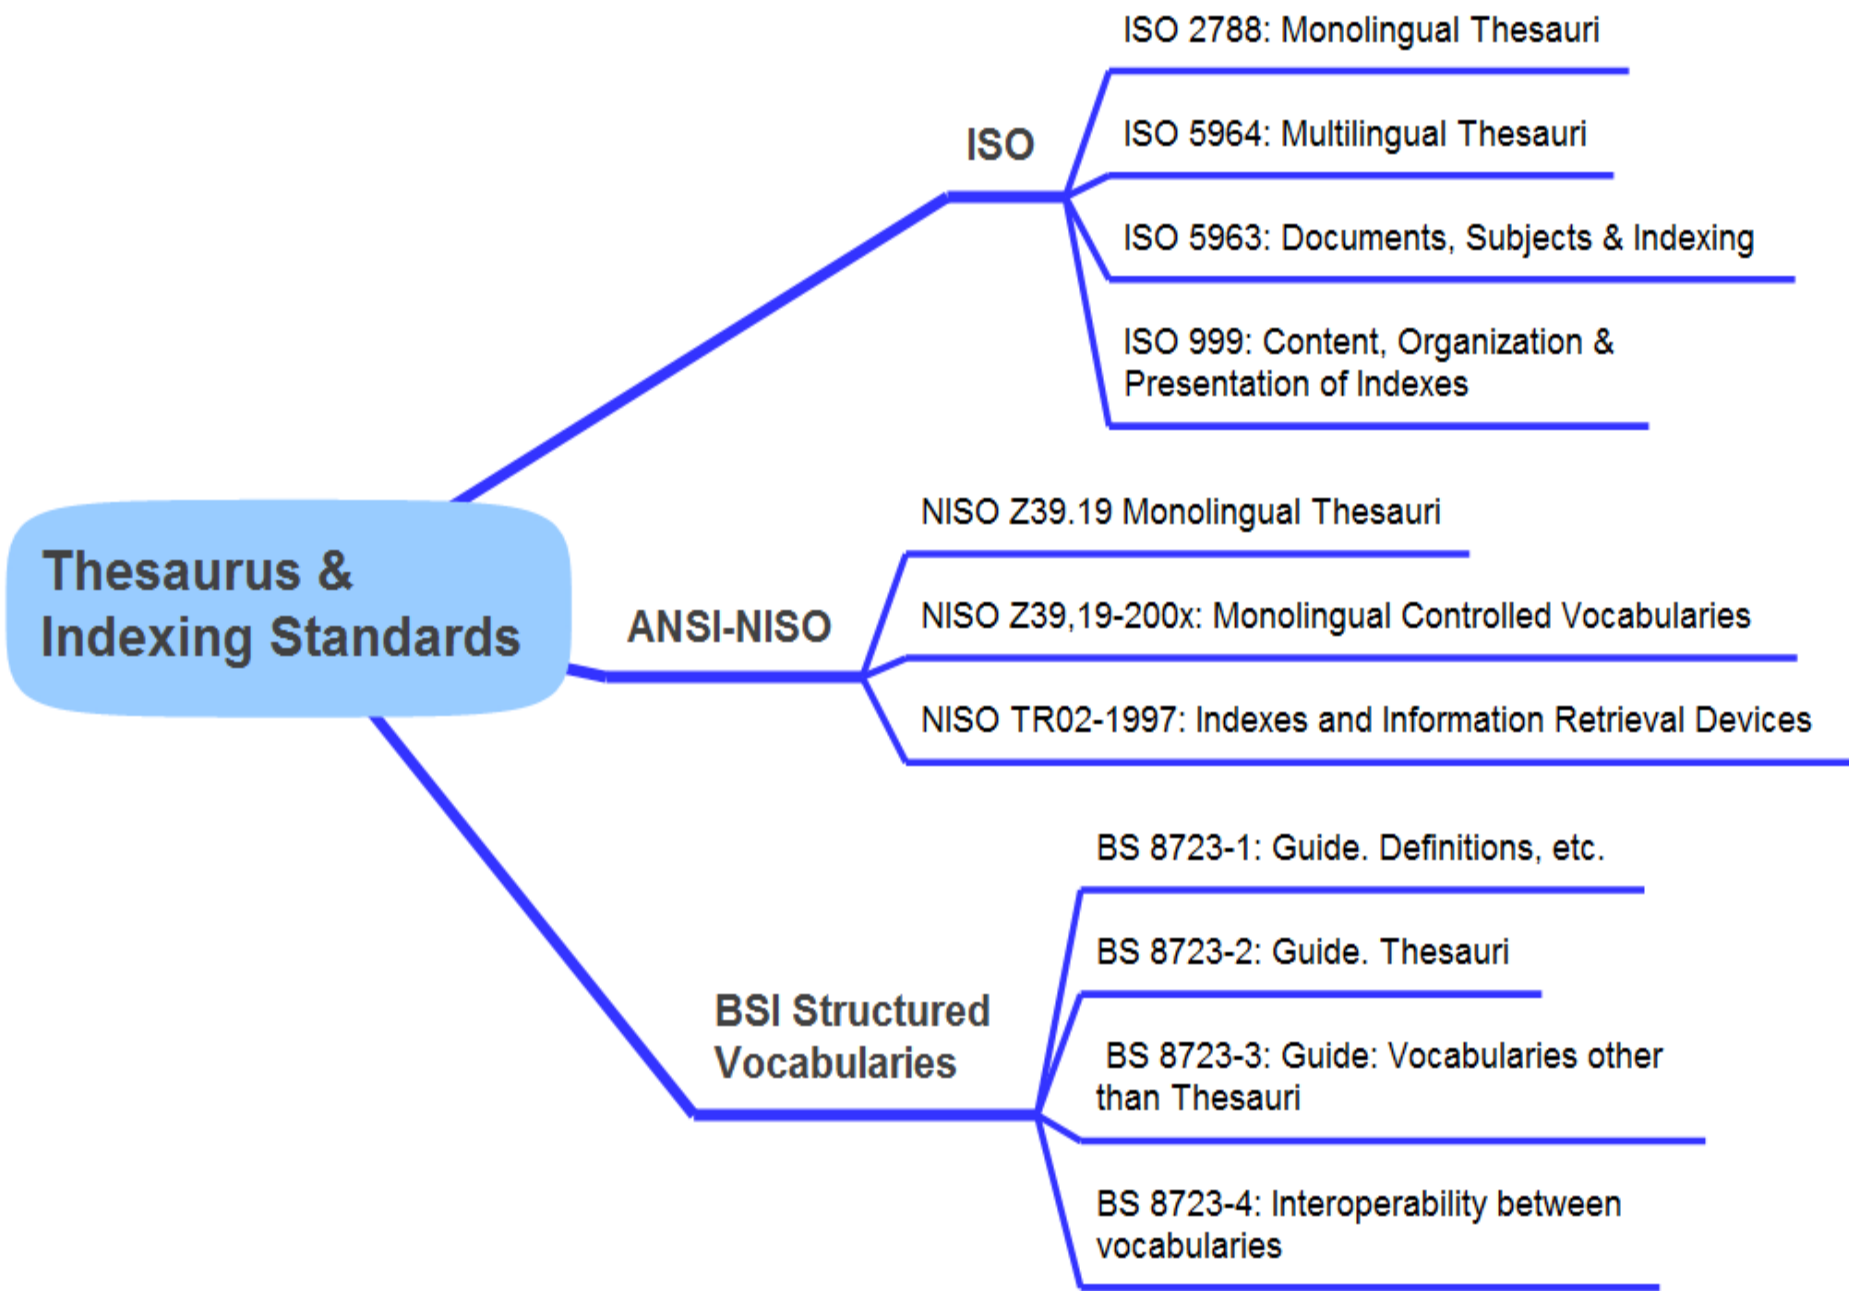 Thesaurus &
Indexing Standards
ISO
ISO 2788: Monolingual Thesauri
ISO 5964: Multilingual Thesauri
ISO 5963: Documents, Subjects & Indexing
ISO 999: Content, Organization &
Presentation of Indexes
ANSI-NISO
NISO Z39.19 Monolingual Thesauri
NISO Z39,19-200x: Monolingual Controlled Vocabularies
NISO TR02-1997: Indexes and Information Retrieval Devices
BSI Structured
Vocabularies
BS 8723-1: Guide. Definitions, etc.
BS 8723-2: Guide. Thesauri
BS 8723-3: Guide: Vocabularies other
than Thesauri
BS 8723-4: Interoperability between
vocabularies